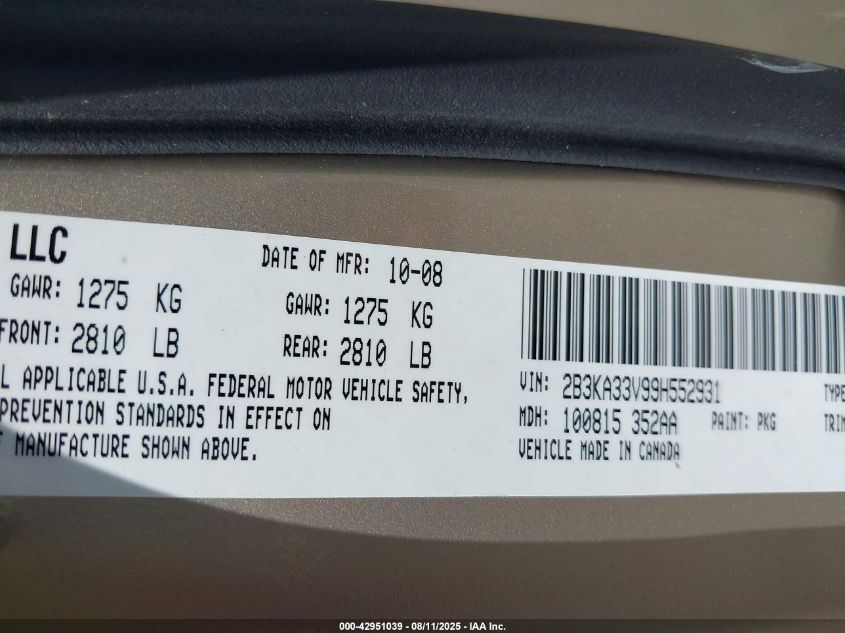 LLC DATE OF MFR: 10-08
GAWR: 1275 KG GAWR: 1275 KG
FRONT: 2810 LB REAR: 2810 LB
L APPLICABLE U.S.A. FEDERAL MOTOR VEHICLE SAFETY,
PREVENTION STANDARDS IN EFFECT ON
F MANUFACTURE SHOWN ABOVE.
VIN: 2B3KA33V99H552931 TYPE
MDH: 100815 352AA PAINT: PKG TRIM
VEHICLE MADE IN CANADA
000-42951039 - 08/11/2025 - IAA Inc.